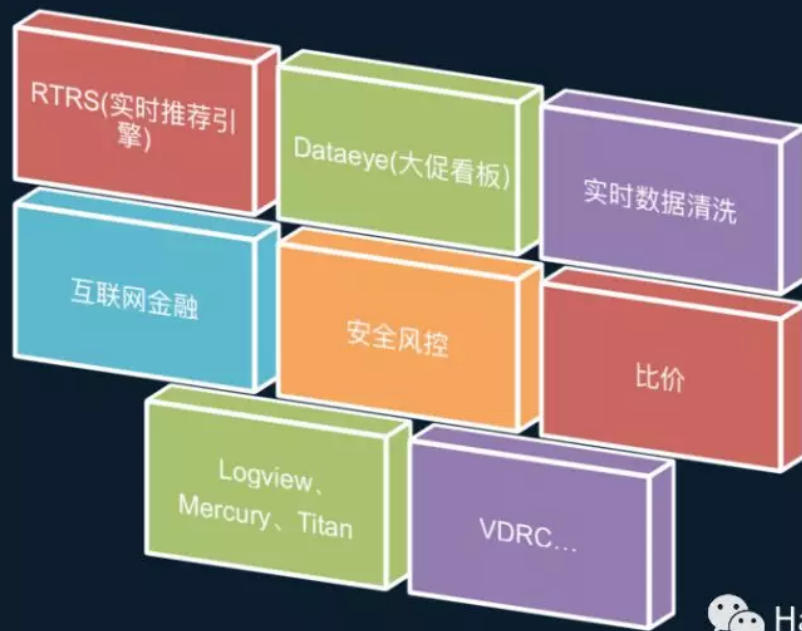 RTRS(实时推荐引
擎)
Dataeye(大促看板)
实时数据清洗
互联网金融
安全风控
比价
Logview、
Mercury、Titan
VDRC...